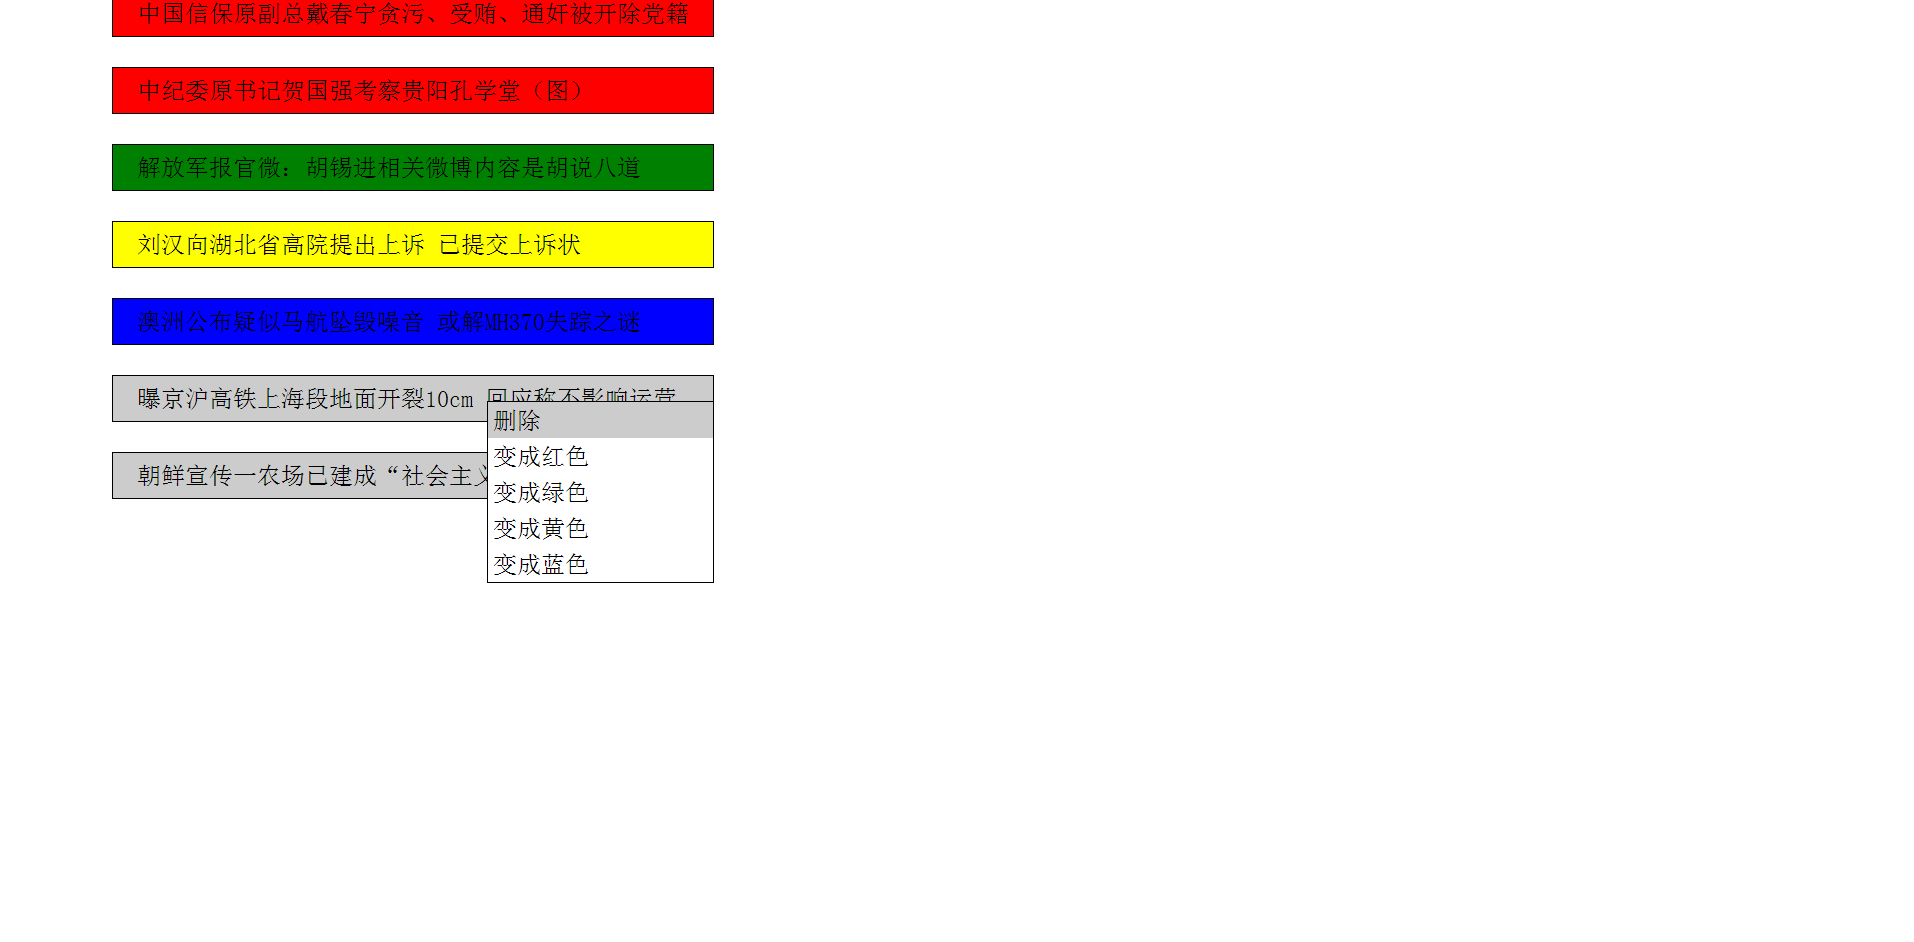 中国信保原副总戴春宁贪污、受贿、通奸被开除党籍
中纪委原书记贺国强考察贵阳孔学堂（图）
解放军报官微：胡锡进相关微博内容是胡说八道
刘汉向湖北省高院提出上诉 已提交上诉状
澳洲公布疑似马航坠毁噪音 或解MH370失踪之谜
曝京沪高铁上海段地面开裂10cm 回应称不影响运营
朝鲜宣传一农场已建成“社会主义
删除
变成红色
变成绿色
变成黄色
变成蓝色